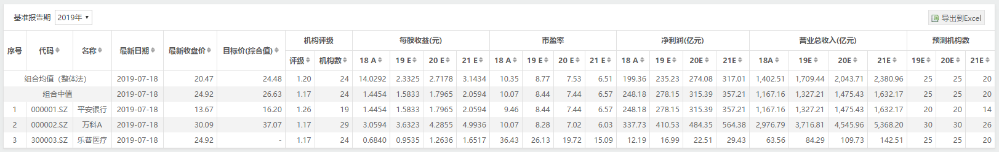 基准报告期 2019年 导出到Excel
序号 代码 名称 最新日期 最新收盘价 目标价(综合值) 机构评级 每股收益(元) 市盈率 净利润(亿元) 营业总收入(亿元) 预测机构数
评级 机构数 18 A 19 E 20 E 21 E 18 A 19 E 20 E 21 E 18 A 19 E 20E 21E 18A 19E 20E 21E 19E 20E 21E
组合均值（整体法） 2019-07-18 20.47 24.48 1.20 24 14.0292 2.3325 2.7178 3.1434 10.35 8.77 7.53 6.51 199.36 235.23 274.08 317.01 1,402.51 1,709.44 2,043.71 2,380.96 25 25 20
组合中值 2019-07-18 24.92 26.63 1.17 24 1.4454 1.5833 1.7965 2.0594 10.07 8.44 7.44 6.57 248.18 278.15 315.39 357.21 1,167.16 1,327.21 1,475.43 1,632.17 25 25 20
1 000001.SZ 平安银行 2019-07-18 13.67 16.20 1.26 19 1.4454 1.5833 1.7965 2.0594 9.46 8.44 7.44 6.57 248.18 278.15 315.39 357.21 1,167.16 1,327.21 1,475.43 1,632.17 20 20 14
2 000002.SZ 万科A 2019-07-18 30.09 37.07 1.17 29 3.0594 3.6323 4.2855 4.9936 10.07 8.28 7.02 6.03 337.73 410.53 484.35 564.38 2,976.79 3,716.81 4,545.96 5,368.20 30 30 26
3 300003.SZ 乐普医疗 2019-07-18 24.92 - 1.17 24 0.6840 0.9535 1.2636 1.6517 36.43 26.13 19.72 15.09 12.19 16.99 22.51 29.43 63.56 84.29 109.73 142.51 25 25 20